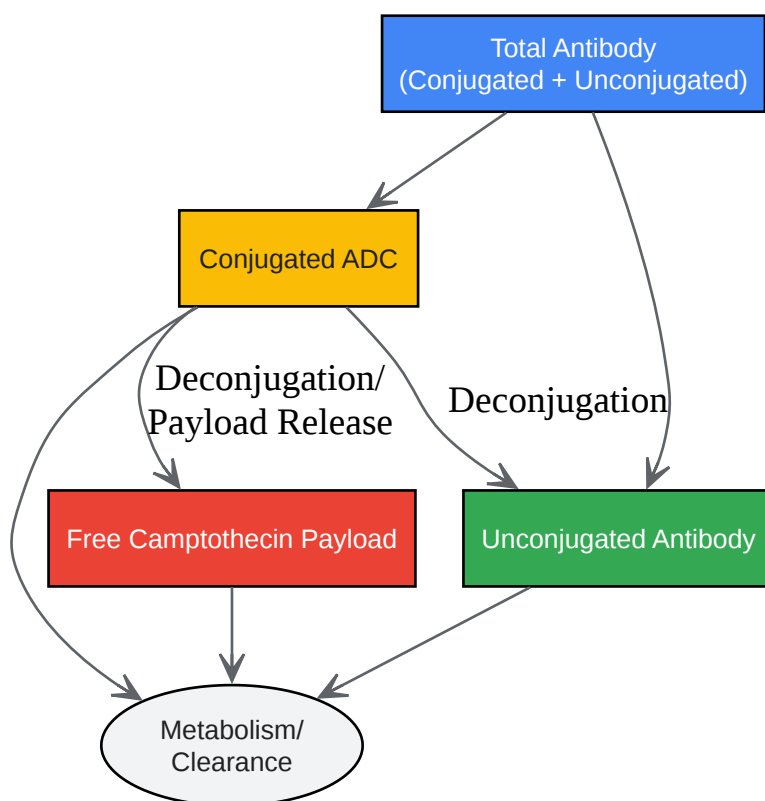 Total Antibody
(Conjugated + Unconjugated)
Conjugated ADC
Deconjugation/
Payload Release
Deconjugation
Free Camptothecin Payload
Unconjugated Antibody
Metabolism/
Clearance